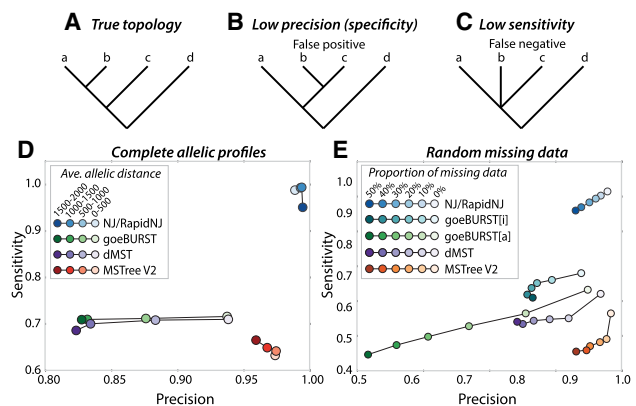 A True topology
a b c d
B Low precision (specificity)
False positive
a b c d
C Low sensitivity
False negative
a b c d
D Complete allelic profiles
Sensitivity
1.0
0.9
0.8
0.7
0.6
Ave. allelic distance
1500-2000
1000-1500
500-1000
0-500
NJ/RapidNJ
goeBURST
dMST
MSTree V2
0.80 0.85 0.90 0.95 1.00
Precision
E Random missing data
Sensitivity
1.0
0.9
0.8
0.7
0.6
0.5
0.4
Proportion of missing data
50%
40%
30%
20%
10%
0%
NJ/RapidNJ
goeBURST[i]
goeBURST[a]
dMST
MSTree V2
0.5 0.6 0.7 0.8 0.9 1.00
Precision